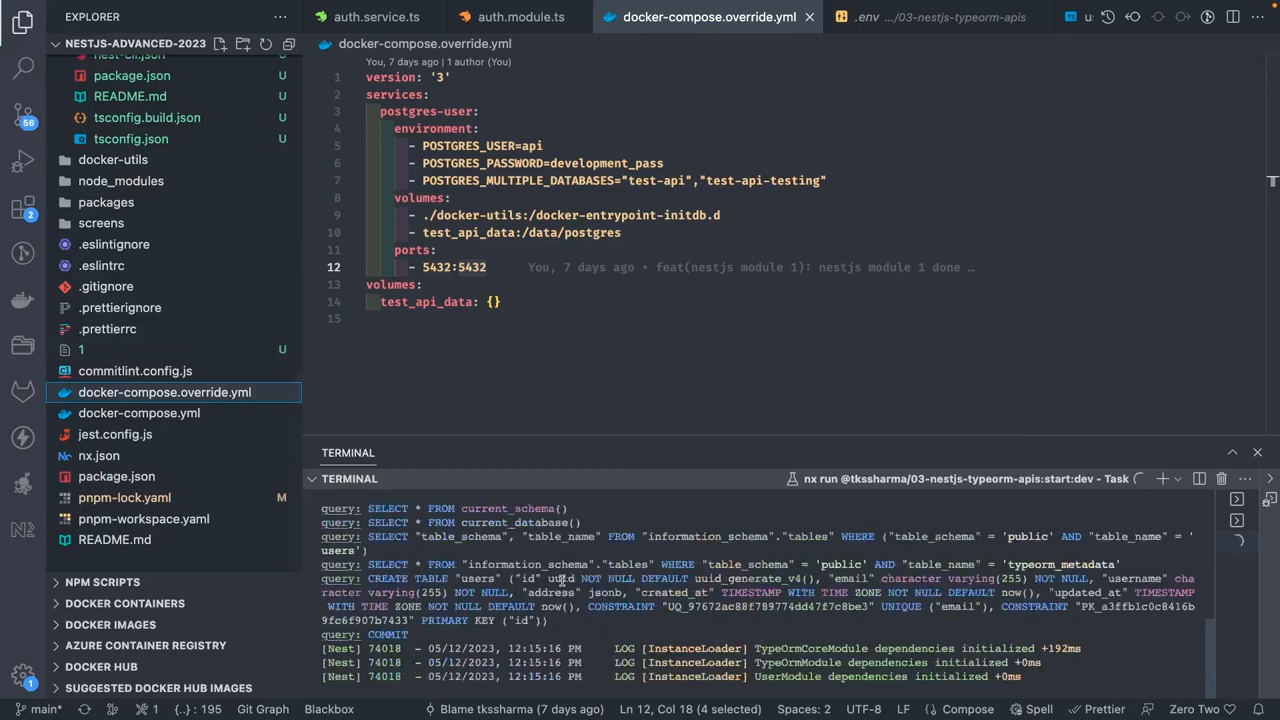 EXPLORER
auth.service.ts
auth.module.ts
docker-compose.override.yml
.env .../03-nestjs-typeorm-apis
NESTJS-ADVANCED-2023
docker-compose.override.yml
nest-cli.json U
package.json U
README.md U
tsconfig.build.json U
tsconfig.json U
docker-utils
node_modules
packages
screens
.eslintignore
.eslintrc
.gitignore
.prettierignore
.prettierrc
1 U
commitlint.config.js
docker-compose.override.yml
docker-compose.yml
jest.config.js
nx.json
package.json
pnpm-lock.yaml M
pnpm-workspace.yaml
README.md
NPM SCRIPTS
DOCKER CONTAINERS
DOCKER IMAGES
AZURE CONTAINER REGISTRY
DOCKER HUB
SUGGESTED DOCKER HUB IMAGES
56
2
1
You, 7 days ago | 1 author (You)
1 version: '3'
2 services:
3 postgres-user:
4 environment:
5 - POSTGRES_USER=api
6 - POSTGRES_PASSWORD=development_pass
7 - POSTGRES_MULTIPLE_DATABASES="test-api","test-api-testing"
8 volumes:
9 - ./docker-utils:/docker-entrypoint-initdb.d
10 - test_api_data:/data/postgres
11 ports:
12 - 5432:5432 You, 7 days ago • feat(nestjs module 1): nestjs module 1 done …
13 volumes:
14 test_api_data: {}
15
TERMINAL
TERMINAL
nx run @tkssharma/03-nestjs-typeorm-apis:start:dev - Task
query: SELECT * FROM current_schema()
query: SELECT * FROM current_database()
query: SELECT "table_schema", "table_name" FROM "information_schema"."tables" WHERE ("table_schema" = 'public' AND "table_name" = '
users')
query: SELECT * FROM "information_schema"."tables" WHERE "table_schema" = 'public' AND "table_name" = 'typeorm_metadata'
query: CREATE TABLE "users" ("id" uuid NOT NULL DEFAULT uuid_generate_v4(), "email" character varying(255) NOT NULL, "username" cha
racter varying(255) NOT NULL, "address" jsonb, "created_at" TIMESTAMP WITH TIME ZONE NOT NULL DEFAULT now(), "updated_at" TIMESTAMP
WITH TIME ZONE NOT NULL DEFAULT now(), CONSTRAINT "UQ_97672ac88f789774dd47f7c8be3" UNIQUE ("email"), CONSTRAINT "PK_a3ffb1c0c8416b
9fc6f907b7433" PRIMARY KEY ("id"))
query: COMMIT
[Nest] 74018 - 05/12/2023, 12:15:16 PM LOG [InstanceLoader] TypeOrmCoreModule dependencies initialized +192ms
[Nest] 74018 - 05/12/2023, 12:15:16 PM LOG [InstanceLoader] TypeOrmModule dependencies initialized +0ms
[Nest] 74018 - 05/12/2023, 12:15:16 PM LOG [InstanceLoader] UserModule dependencies initialized +0ms
main*
1
{..} : 195
Git Graph
Blackbox
Blame tkssharma (7 days ago)
Ln 12, Col 18 (4 selected)
Spaces: 2
UTF-8
LF
Compose
Spell
Prettier
Zero Two